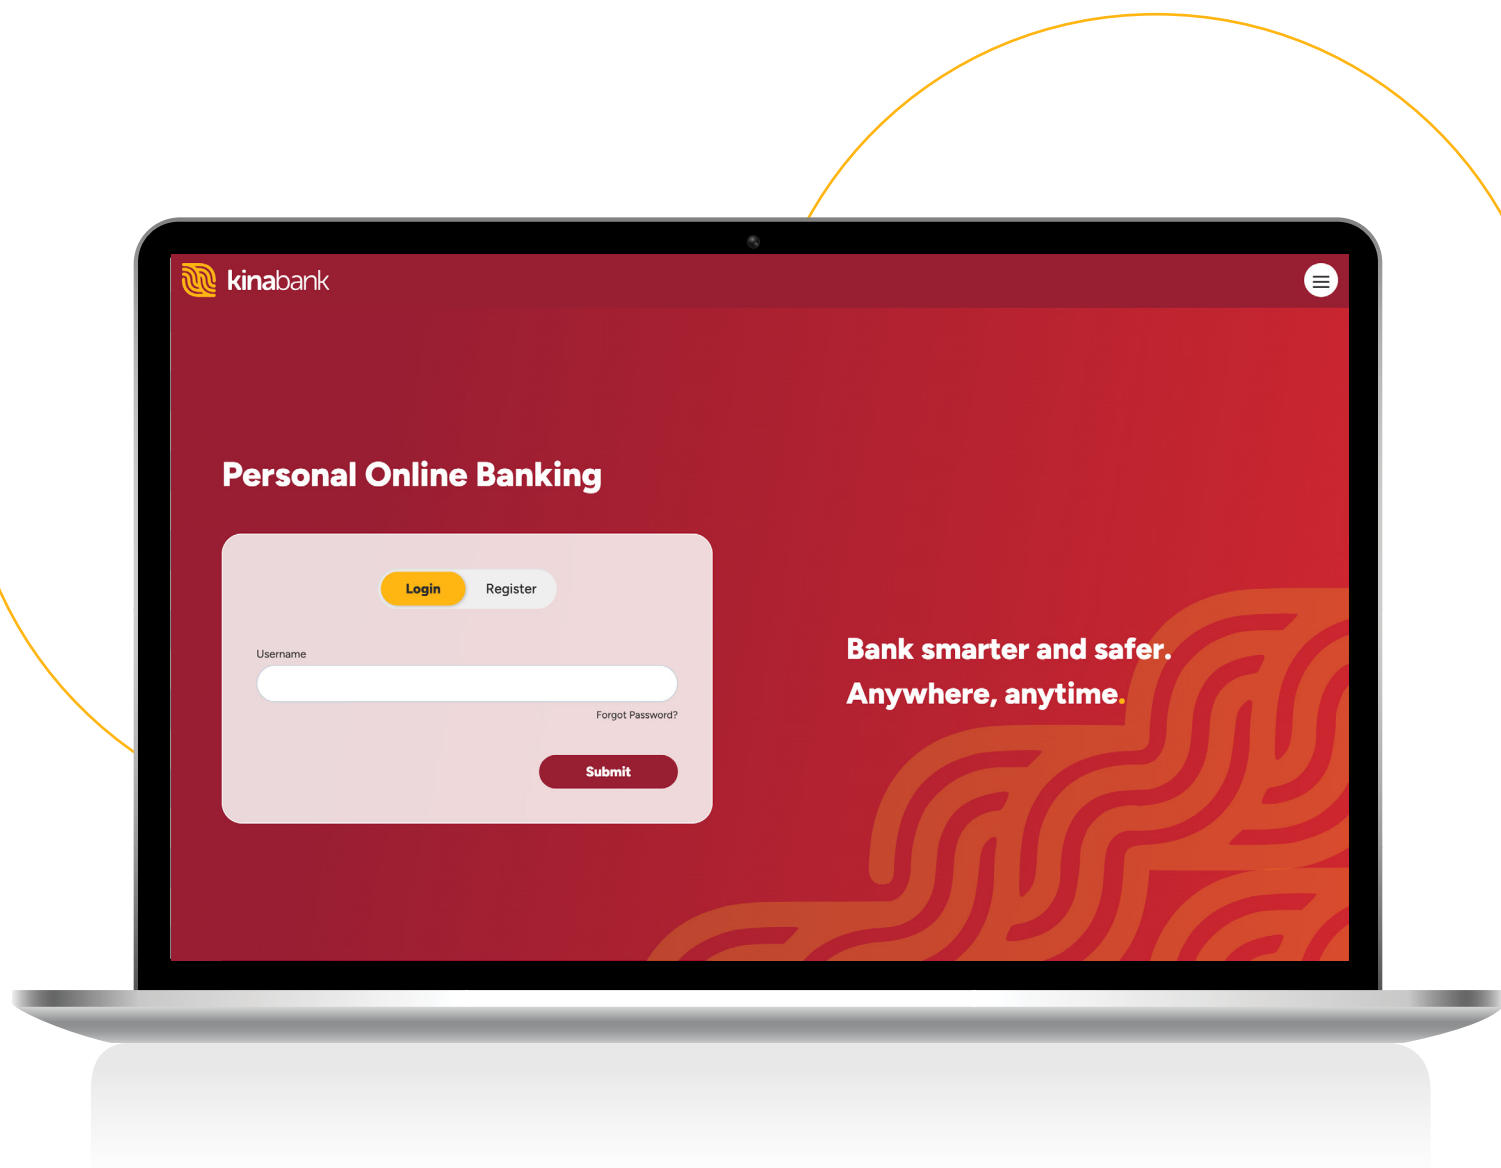 kinabank
Personal Online Banking
Login Register
Username
Forgot Password?
Submit
Bank smarter and safer.
Anywhere, anytime.